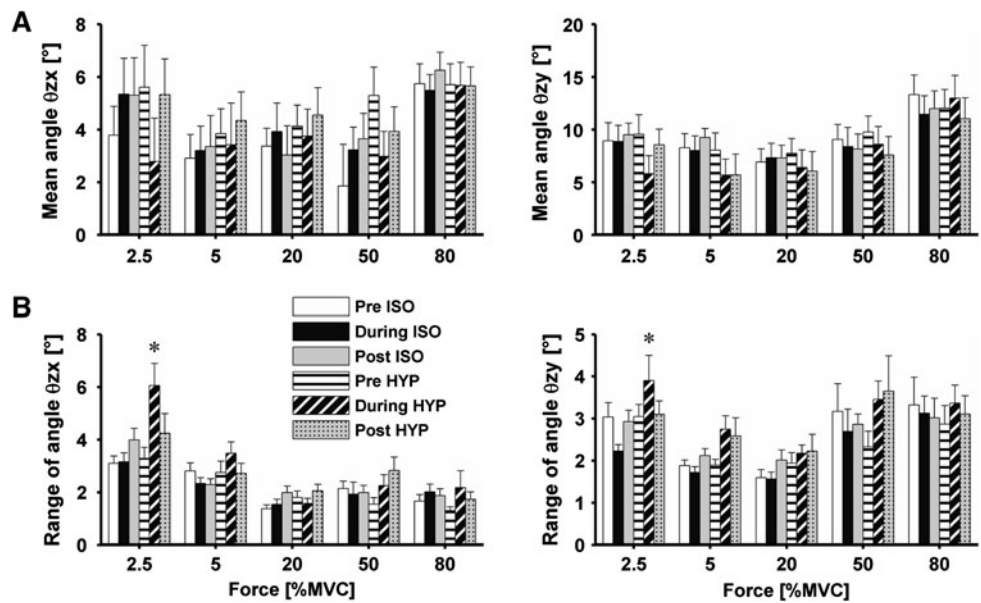 A
Mean angle θzx [°]
8
6
4
2
0
2.5 5 20 50 80
Mean angle θzy [°]
20
15
10
5
0
2.5 5 20 50 80
B
Range of angle θzx [°]
8
6
4
2
0
*
Pre ISO
During ISO
Post ISO
Pre HYP
During HYP
Post HYP
2.5 5 20 50 80
Force [%MVC]
Range of angle θzy [°]
5
4
3
2
1
0
*
2.5 5 20 50 80
Force [%MVC]